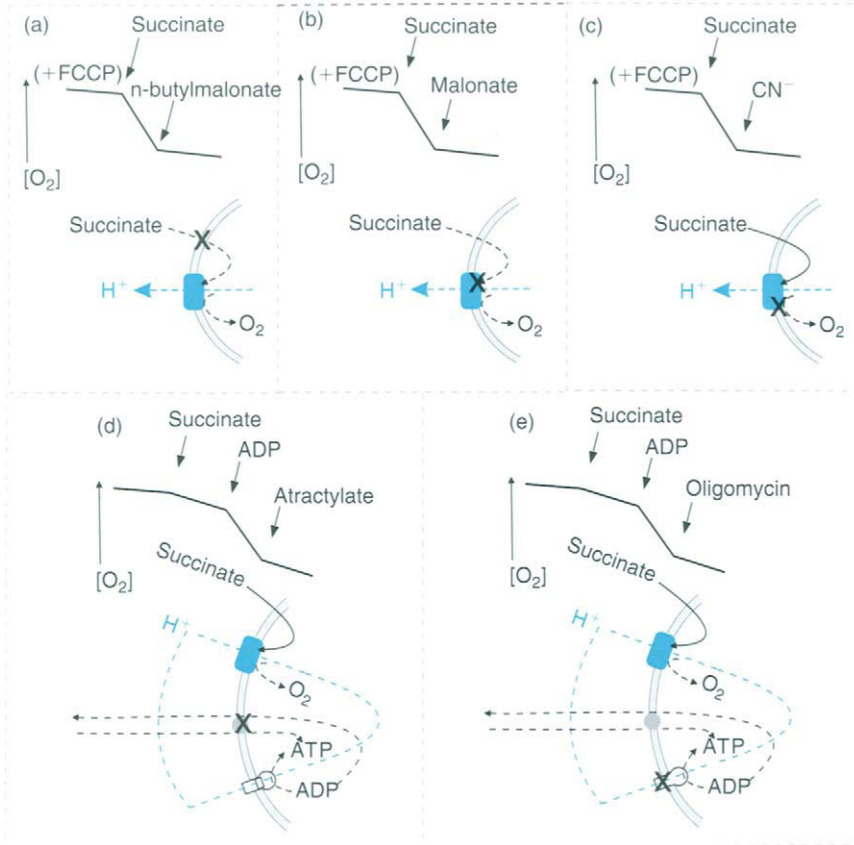 (a)
Succinate
(+FCCP)
n-butylmalonate
[O₂]
Succinate
X
H⁺
O₂
(b)
Succinate
(+FCCP)
Malonate
[O₂]
Succinate
X
H⁺
O₂
(c)
Succinate
(+FCCP)
CN⁻
[O₂]
Succinate
H⁺
X
O₂
(d)
Succinate
ADP
Atractylate
[O₂]
Succinate
H⁺
O₂
X
ATP
ADP
(e)
Succinate
ADP
Oligomycin
[O₂]
Succinate
H⁺
O₂
ATP
X
ADP